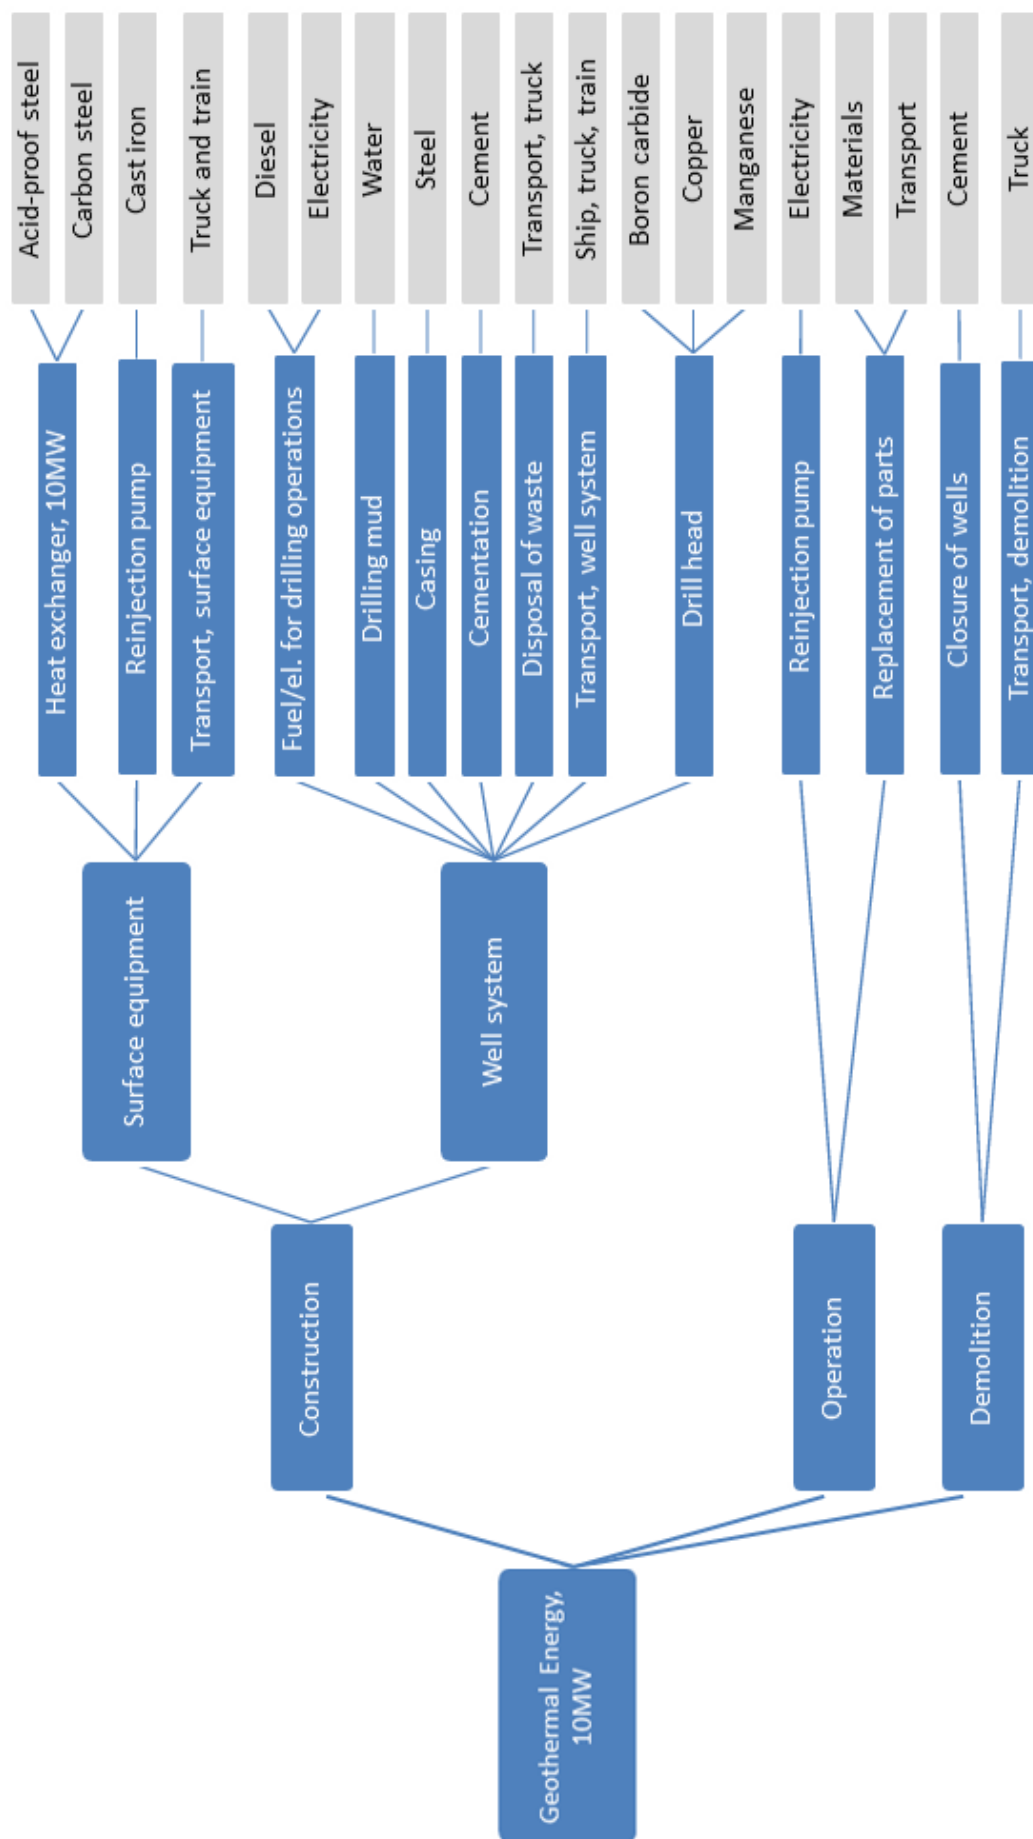 Geothermal Energy,
10MW
Construction
Operation
Demolition
Surface equipment
Well system
Heat exchanger, 10MW
Reinjection pump
Transport, surface equipment
Fuel/el. for drilling operations
Drilling mud
Casing
Cementation
Disposal of waste
Transport, well system
Drill head
Reinjection pump
Replacement of parts
Closure of wells
Transport, demolition
Acid-proof steel
Carbon steel
Cast iron
Truck and train
Diesel
Electricity
Water
Steel
Cement
Transport, truck
Ship, truck, train
Boron carbide
Copper
Manganese
Electricity
Materials
Transport
Cement
Truck